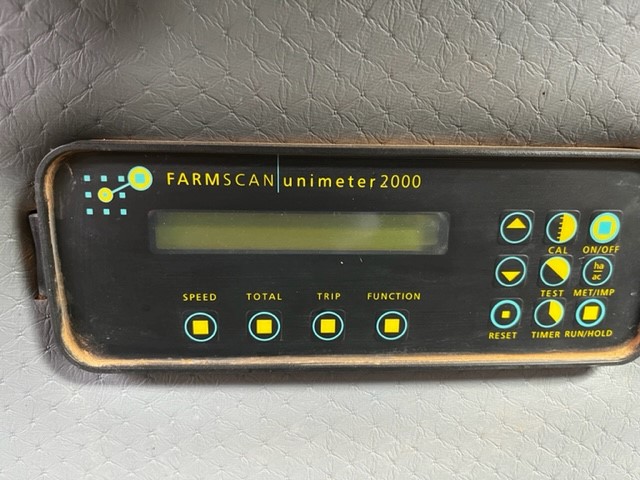 FARMSCAN unimeter2000
CAL ON/OFF
ha
ac
SPEED TOTAL TRIP FUNCTION
TEST MET/IMP
RESET TIMER RUN/HOLD